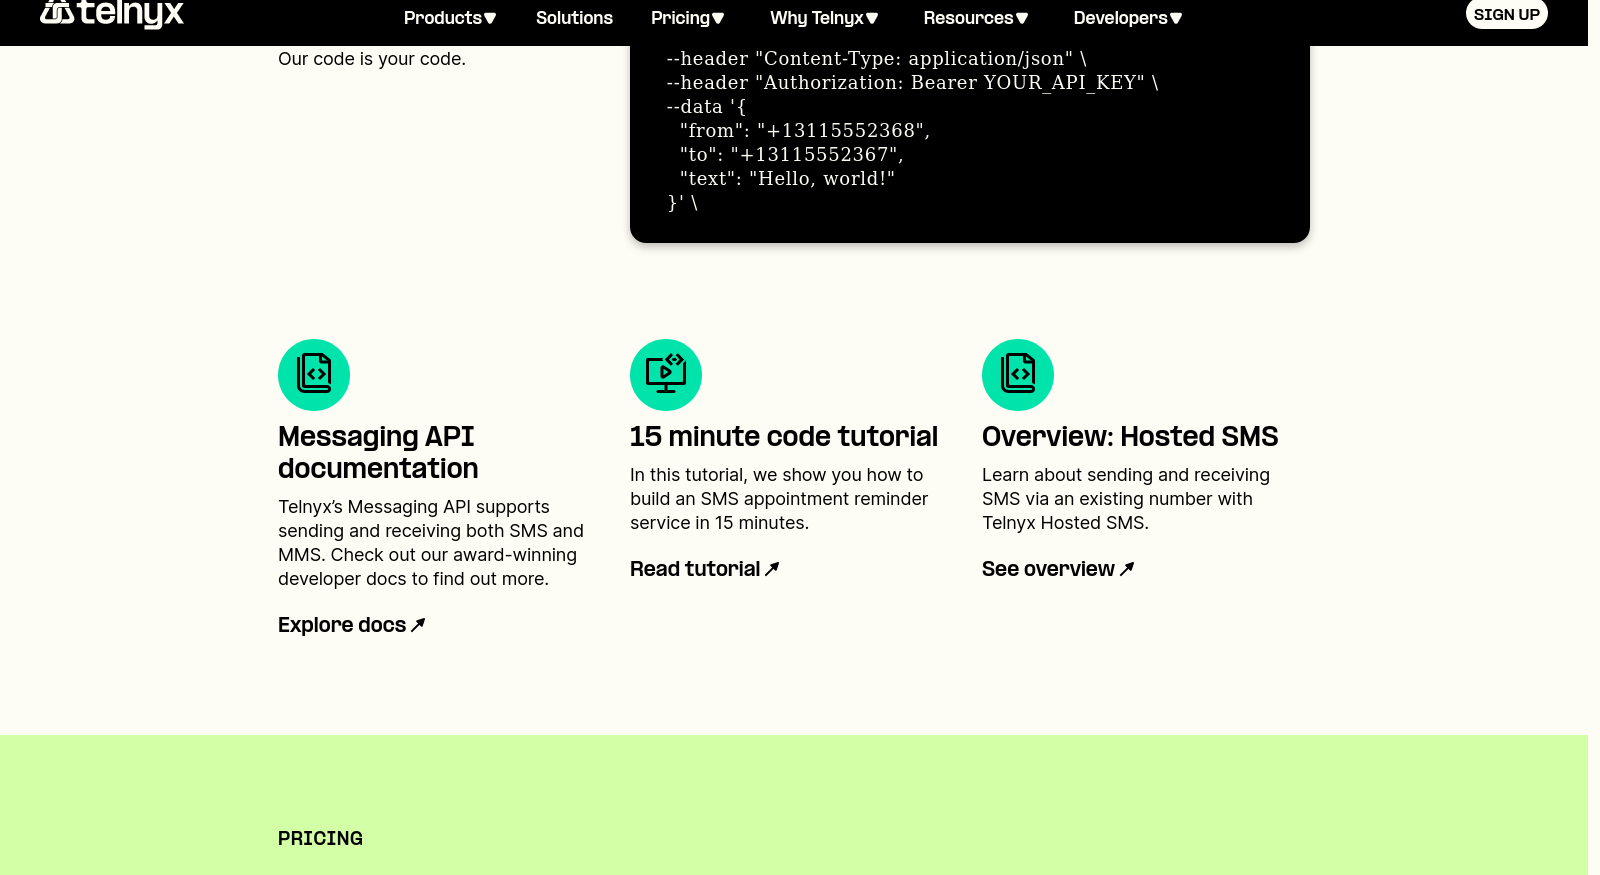 telnyx
Products
Solutions
Pricing
Why Telnyx
Resources
Developers
SIGN UP
Our code is your code.
--header "Content-Type: application/json" \
--header "Authorization: Bearer YOUR_API_KEY" \
--data '{
"from": "+13115552368",
"to": "+13115552367",
"text": "Hello, world!"
}' \
Messaging API
documentation
Telnyx’s Messaging API supports
sending and receiving both SMS and
MMS. Check out our award-winning
developer docs to find out more.
Explore docs
15 minute code tutorial
In this tutorial, we show you how to
build an SMS appointment reminder
service in 15 minutes.
Read tutorial
Overview: Hosted SMS
Learn about sending and receiving
SMS via an existing number with
Telnyx Hosted SMS.
See overview
PRICING